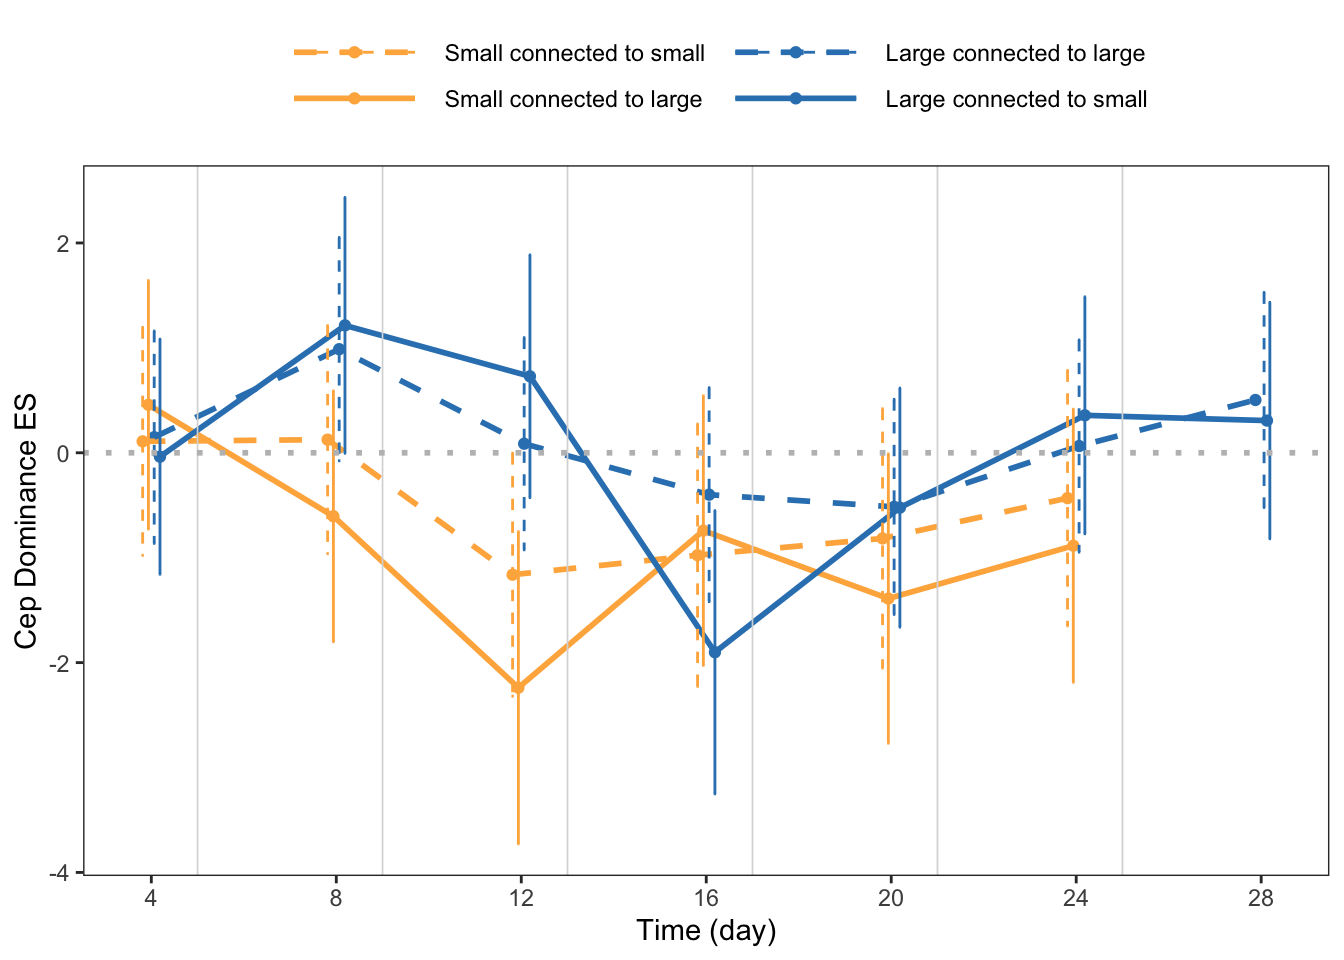 Small connected to small
Large connected to large
Small connected to large
Large connected to small
Cep Dominance ES
2
0
-2
-4
4
8
12
16
20
24
28
Time (day)